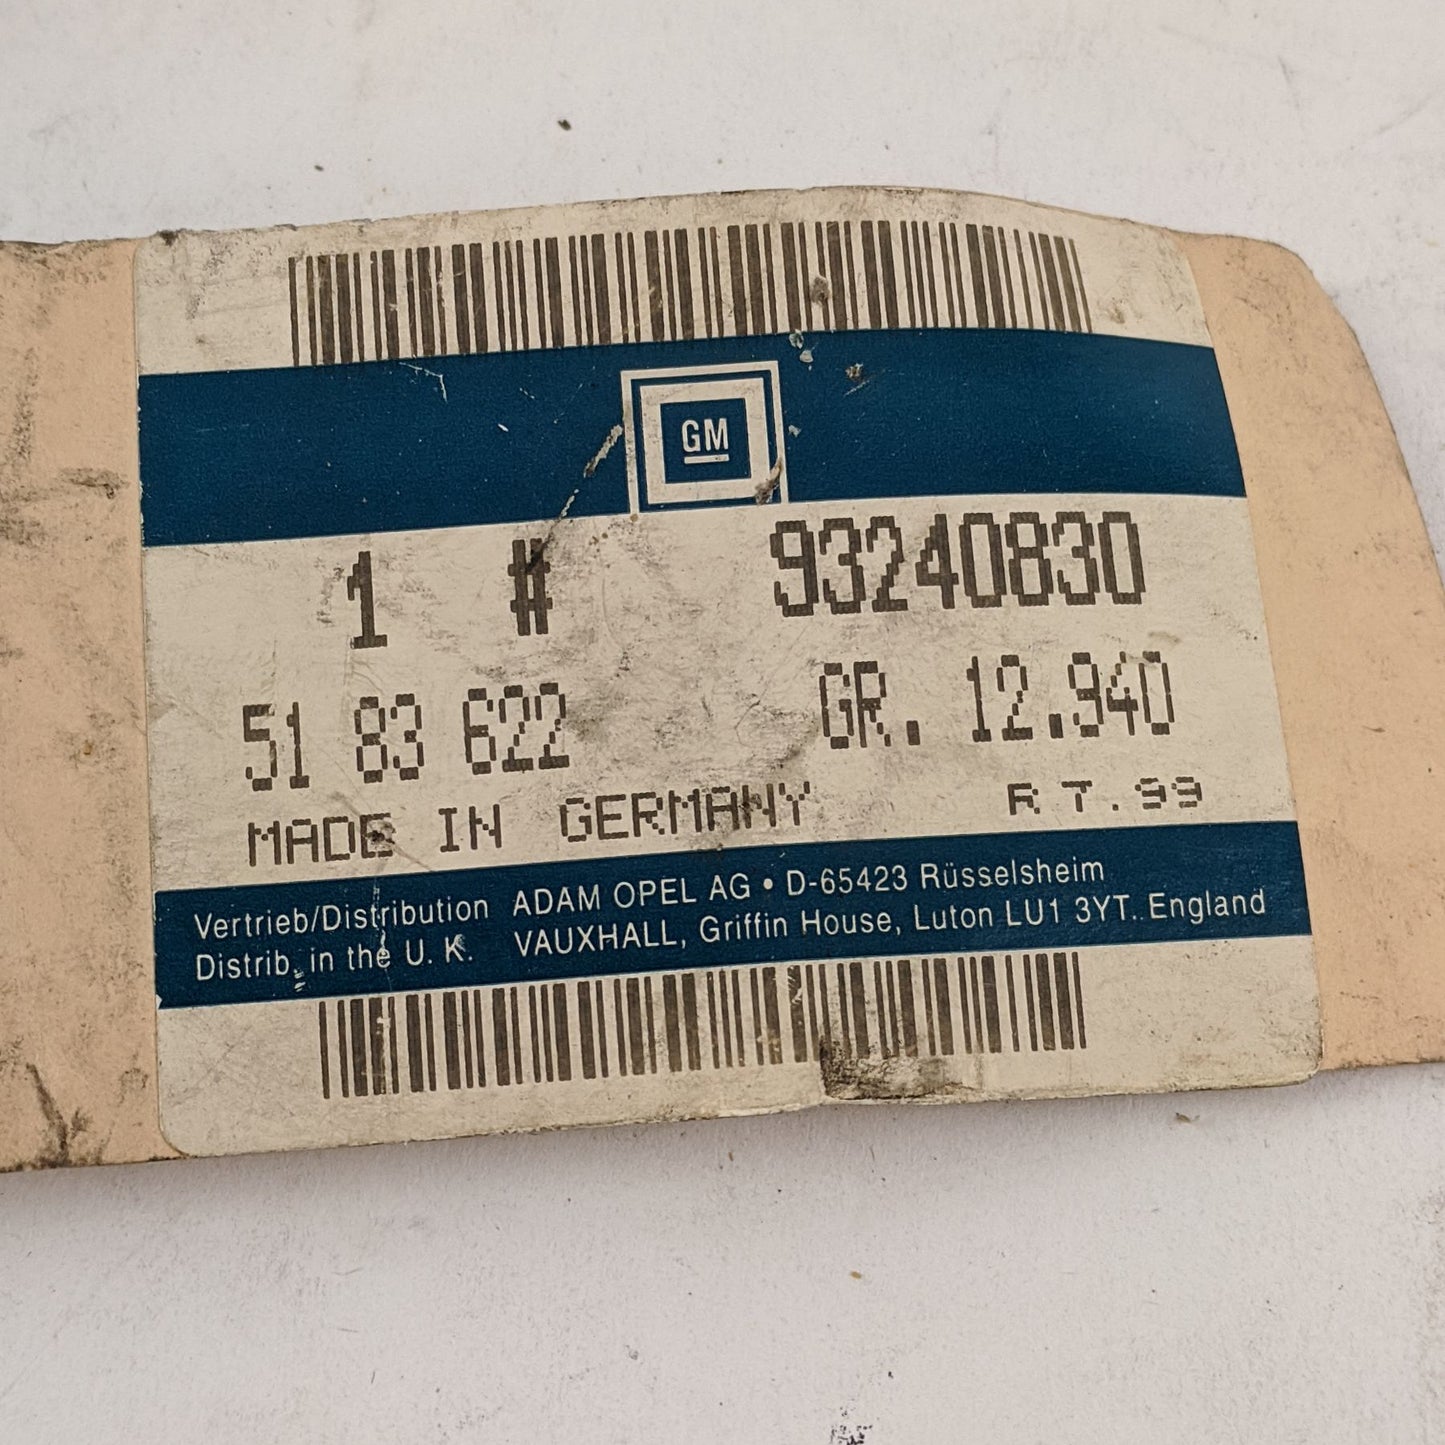 GM
1 # 93240830
51 83 622 GR. 12.940
MADE IN GERMANY R 7.99
Vertrieb/Distribution ADAM OPEL AG • D-65423 Rüsselsheim
Distrib. in the U. K. VAUXHALL, Griffin House, Luton LU1 3YT. England